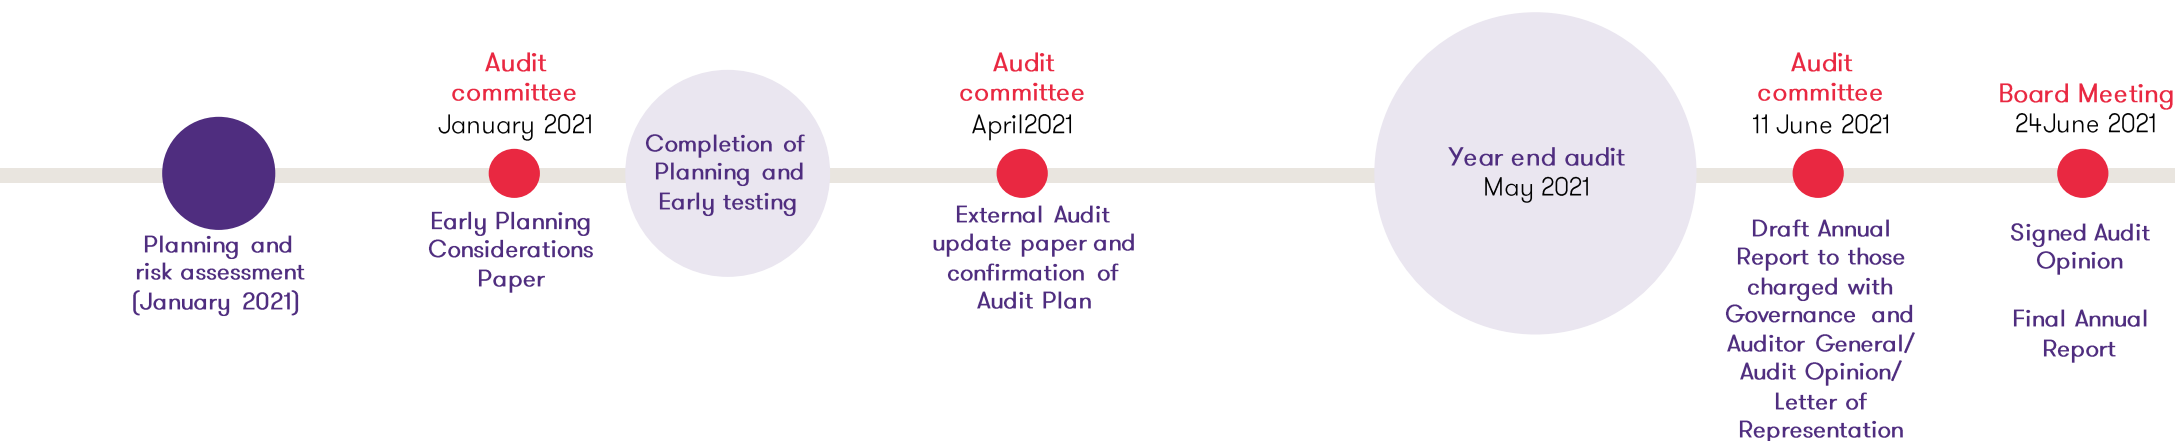 Planning and
risk assessment
(January 2021)
Audit
committee
January 2021
Early Planning
Considerations
Paper
Completion of
Planning and
Early testing
Audit
committee
April2021
External Audit
update paper and
confirmation of
Audit Plan
Year end audit
May 2021
Audit
committee
11 June 2021
Draft Annual
Report to those
charged with
Governance and
Auditor General/
Audit Opinion/
Letter of
Representation
Board Meeting
24June 2021
Signed Audit
Opinion
Final Annual
Report